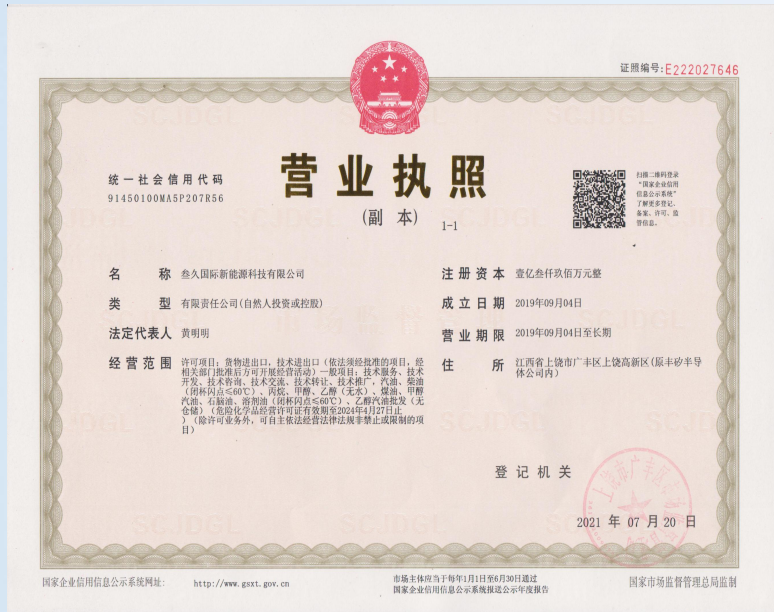 证照编号:E222027646
统一社会信用代码
91450100MA5P207R56
营业执照
(副 本)
1-1
扫描二维码登录
“国家企业信用
信息公示系统”
了解更多登记、
备案、许可、监
管信息。
名 称 叁久国际新能源科技有限公司
类 型 有限责任公司(自然人投资或控股)
法定代表人 黄明明
经营范围 许可项目：货物进出口，技术进出口（依法须经批准的项目，经
相关部门批准后方可开展经营活动）一般项目：技术服务、技术
开发、技术咨询、技术交流、技术转让、技术推广，汽油、柴油
（闭杯闪点≤60℃）、丙烷、甲醇、乙醇（无水）、煤油、甲醇
汽油、石脑油、溶剂油（闭杯闪点≤60℃）、乙醇汽油批发（无
仓储）（危险化学品经营许可证有效期至2024年4月27日止
）（除许可业务外，可自主依法经营法律法规非禁止或限制的项
目）
注册资本 壹亿叁仟玖佰万元整
成立日期 2019年09月04日
营业期限 2019年09月04日至长期
住 所 江西省上饶市广丰区上饶高新区(原丰矽半导
体公司内)
登记机关
2021 年 07 月 20 日
国家企业信用信息公示系统网址:
http://www.gsxt.gov.cn
市场主体应当于每年1月1日至6月30日通过
国家企业信用信息公示系统报送公示年度报告
国家市场监督管理总局监制